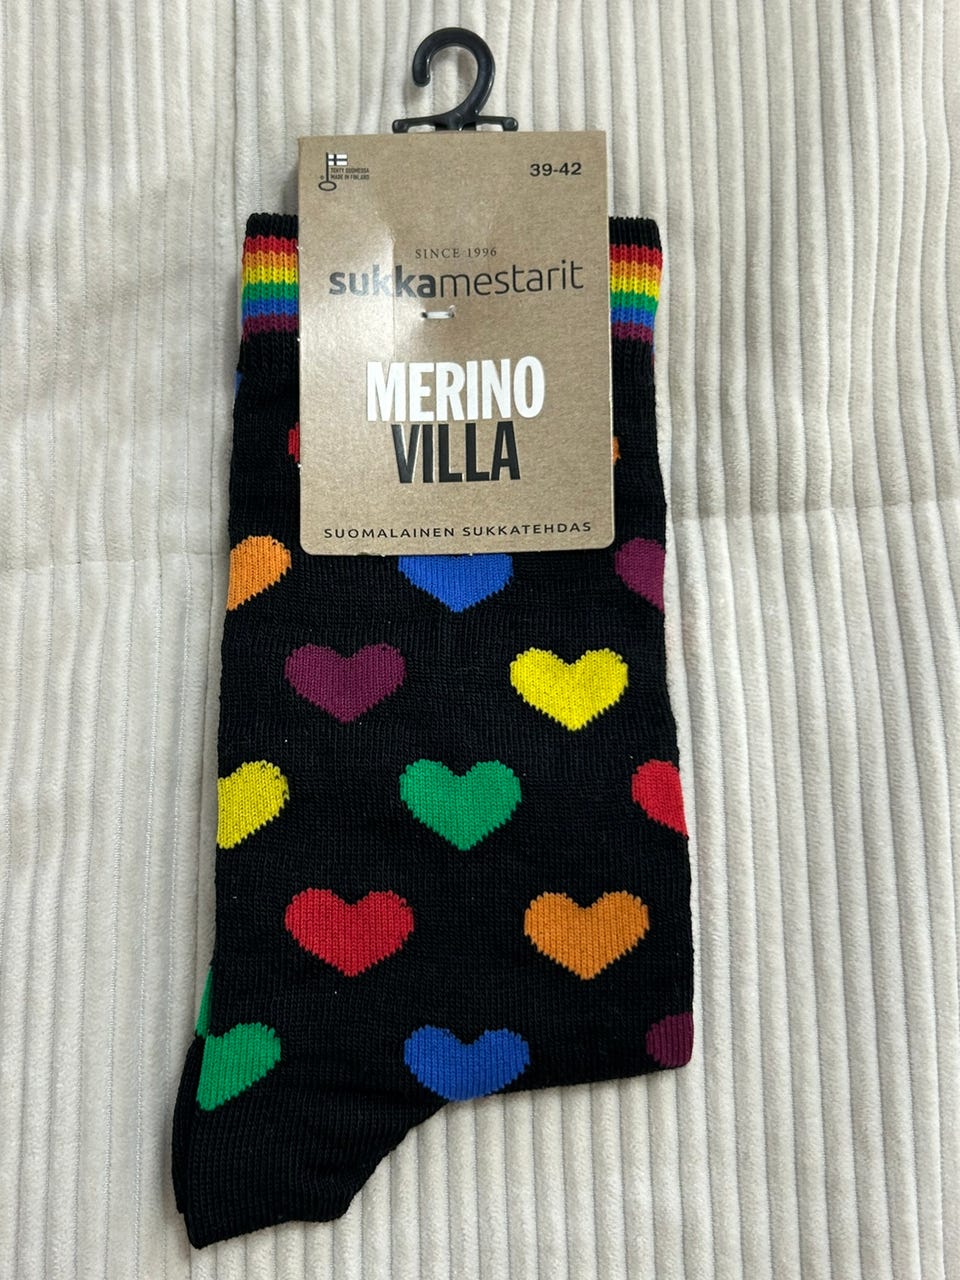 TEHTY SUOMESSA
MADE IN FINLAND
39-42
SINCE 1996
sukkamestarit
MERINO
VILLA
SUOMALAINEN SUKKATEHDAS